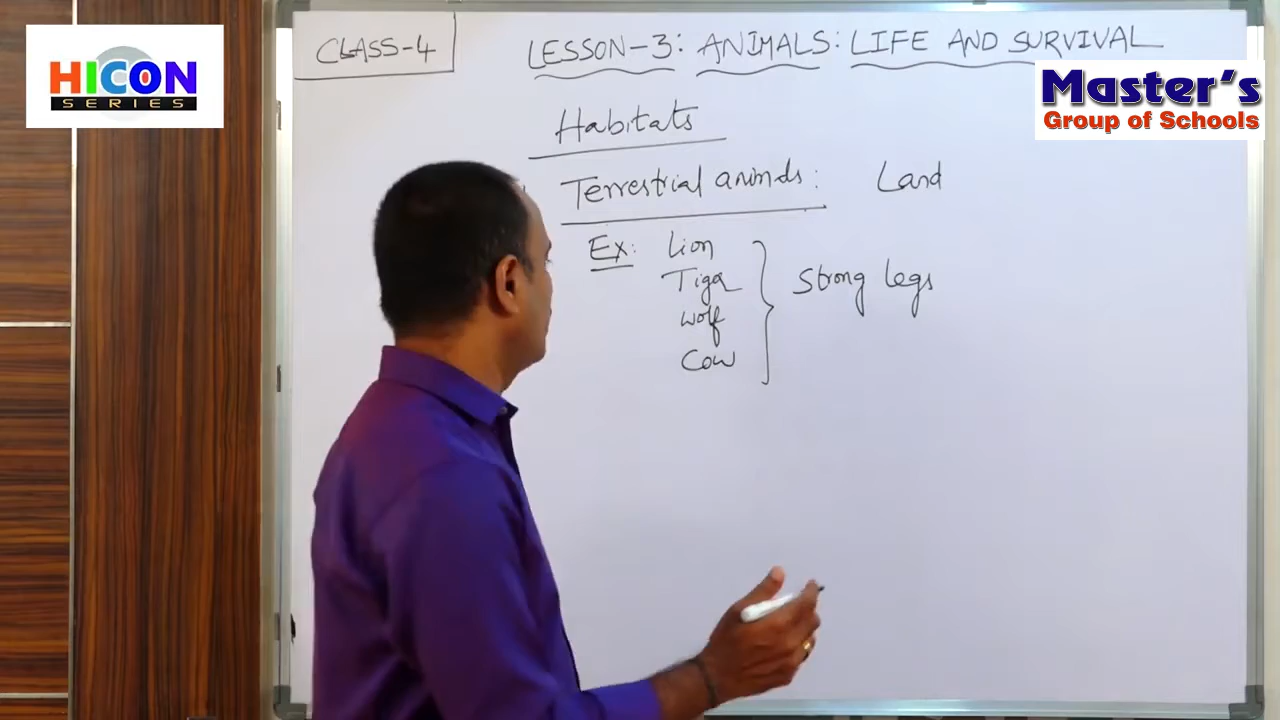 HICON
SERIES
CLASS-4
LESSON-3: ANIMALS: LIFE AND SURVIVAL
Master's
Group of Schools
Habitats
Terrestrial animals: Land
Ex: Lion
Tiger
Strong legs
wolf
Cow